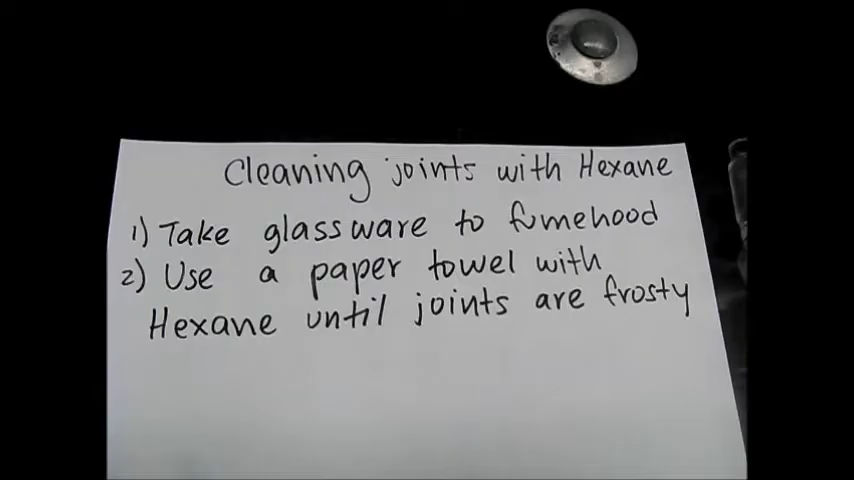 Cleaning joints with Hexane
1) Take glassware to fumehood
2) Use a paper towel with
Hexane until joints are frosty